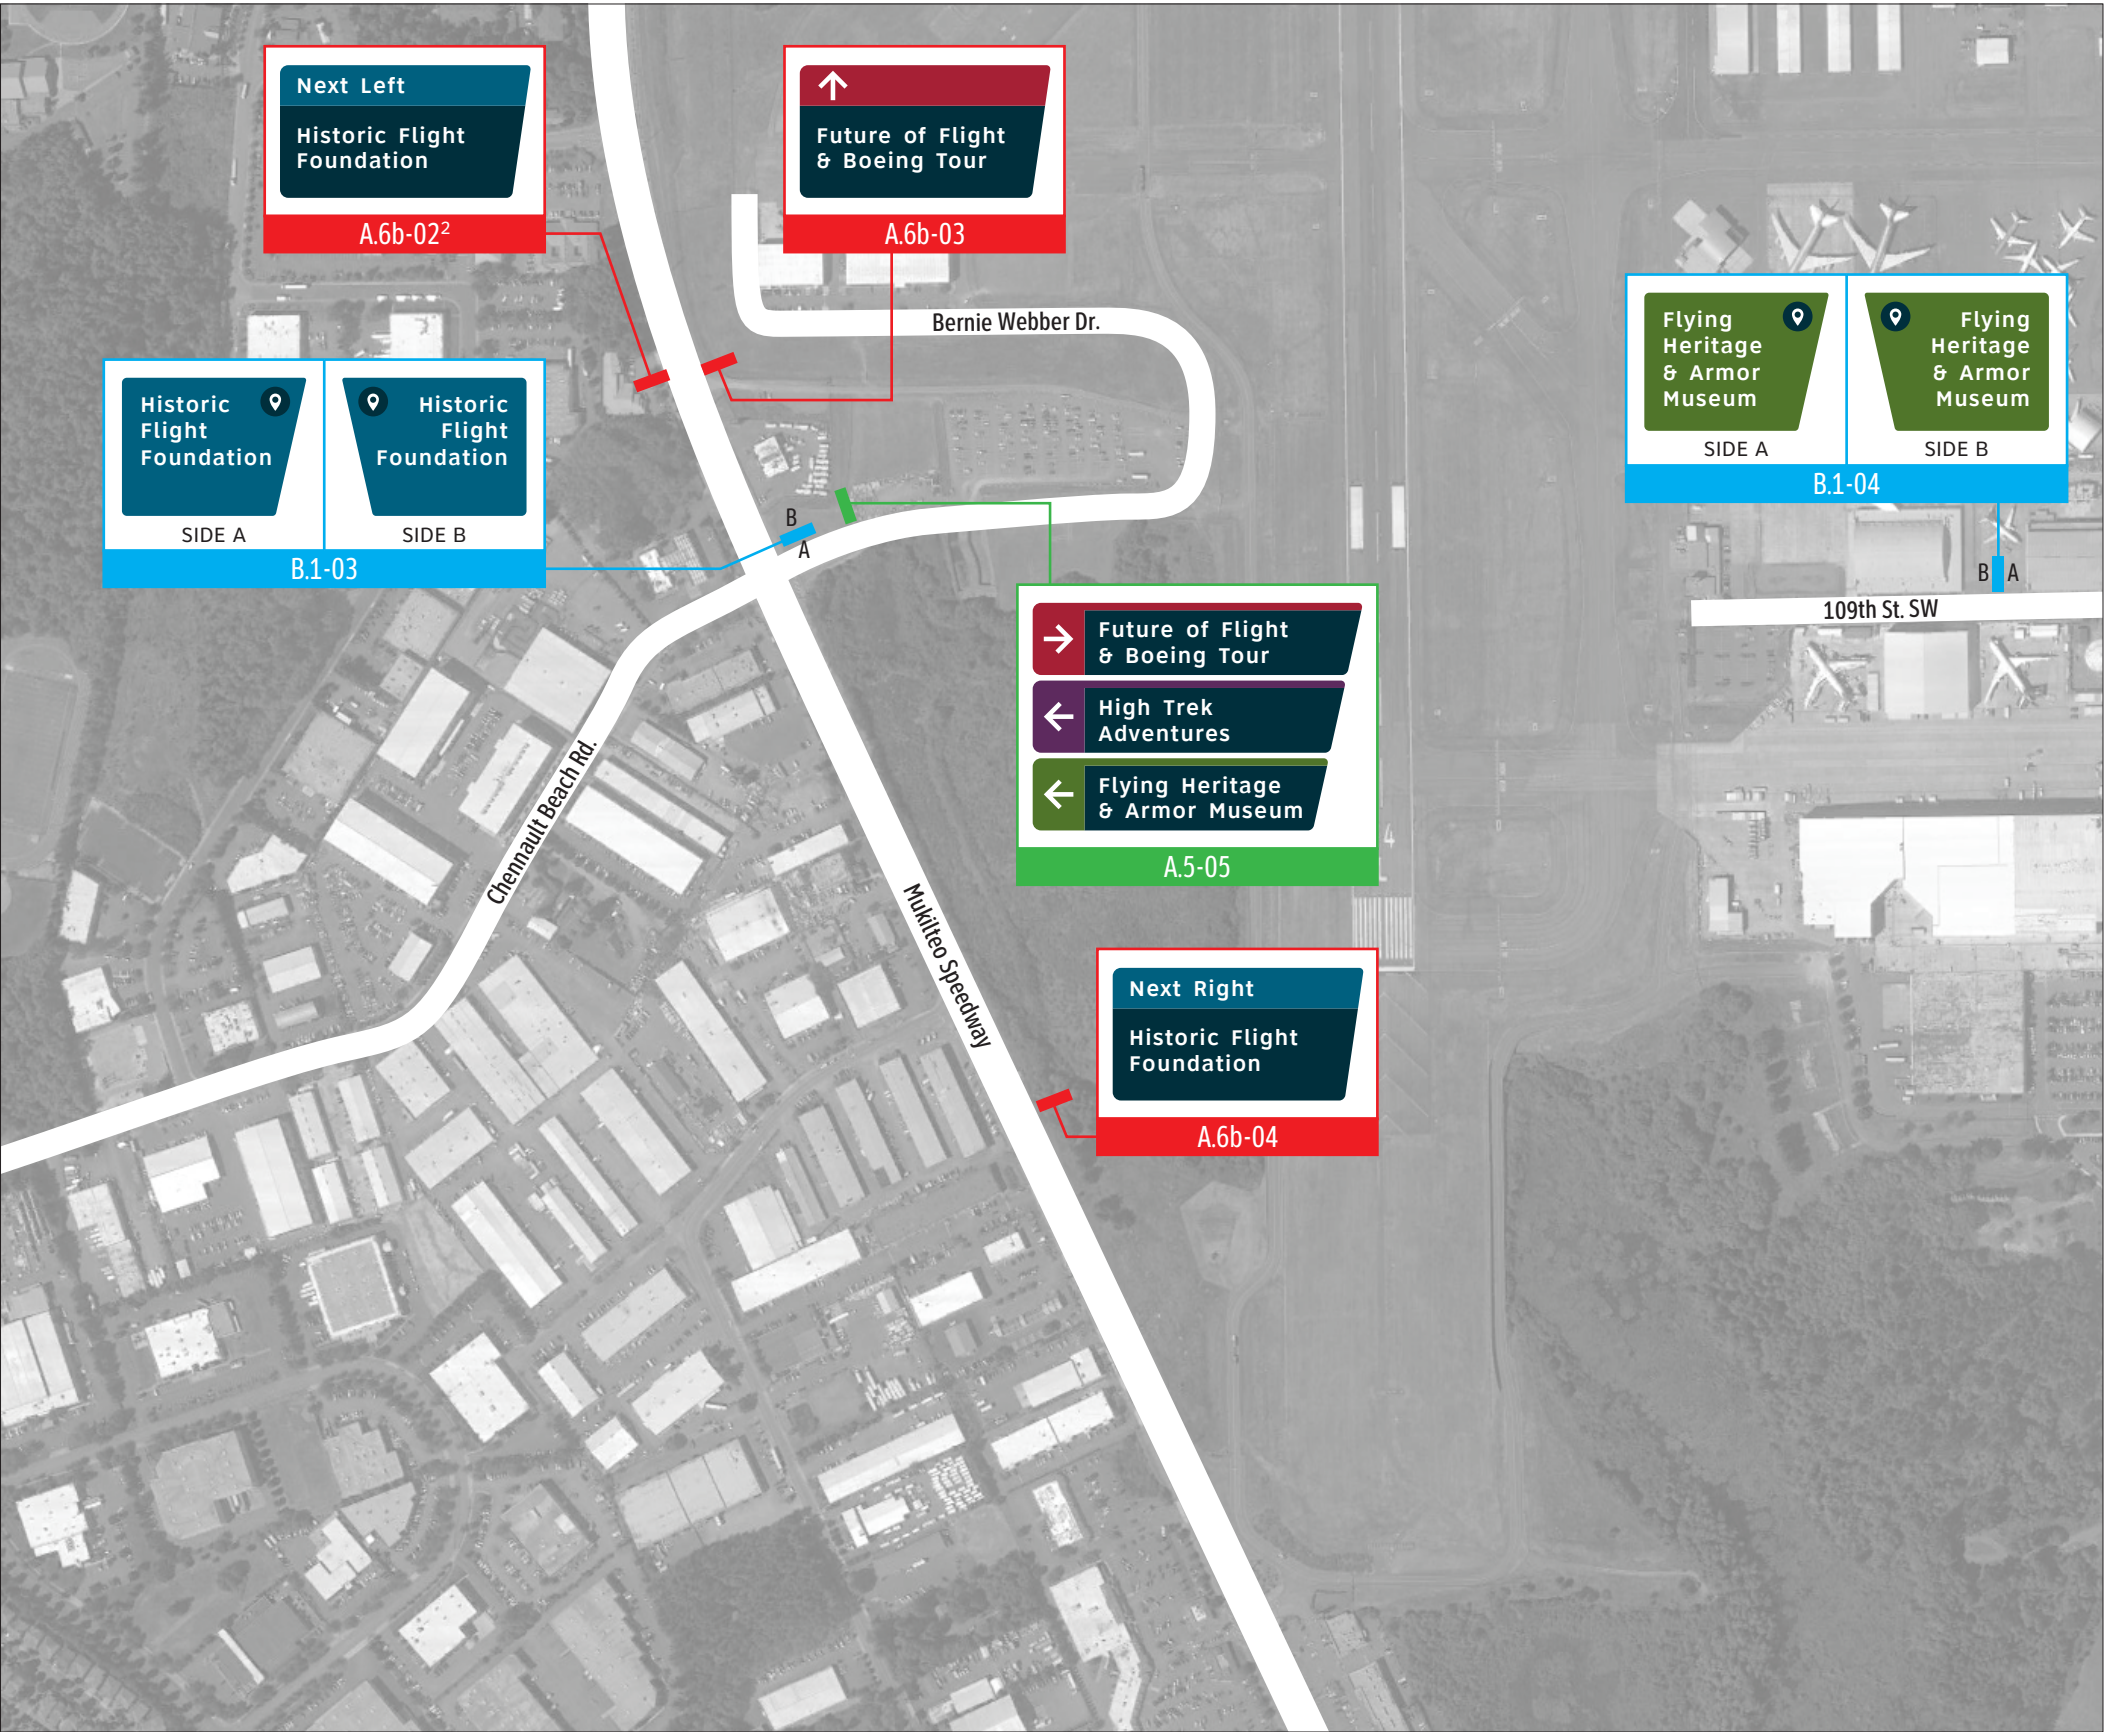 Next Left
Historic Flight
Foundation
A.6b-02²
Future of Flight
& Boeing Tour
A.6b-03
Bernie Webber Dr.
Flying
Heritage
& Armor
Museum
SIDE A
Flying
Heritage
& Armor
Museum
SIDE B
B.1-04
Historic
Flight
Foundation
SIDE A
Historic
Flight
Foundation
SIDE B
B.1-03
B
A
B A
109th St. SW
Future of Flight
& Boeing Tour
High Trek
Adventures
Flying Heritage
& Armor Museum
A.5-05
Chennault Beach Rd.
Mukilteo Speedway
4
Next Right
Historic Flight
Foundation
A.6b-04